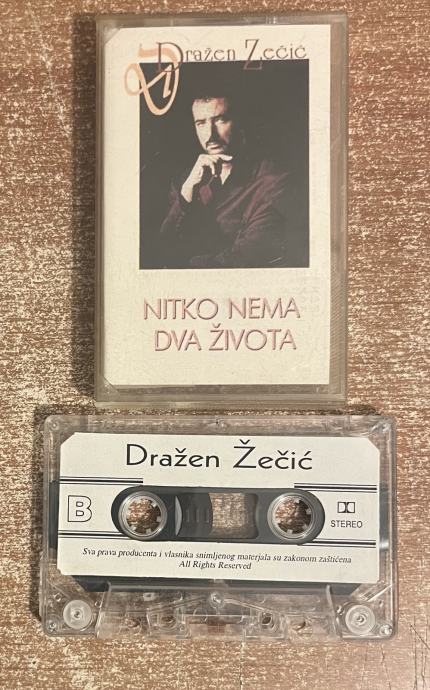 Dražen Zečić
NITKO NEMA
DVA ŽIVOTA
Dražen Žečić
B
STEREO
Sva prava producenta i vlasnika snimljenog materjala su zakonom zaštićena
All Rights Reserved